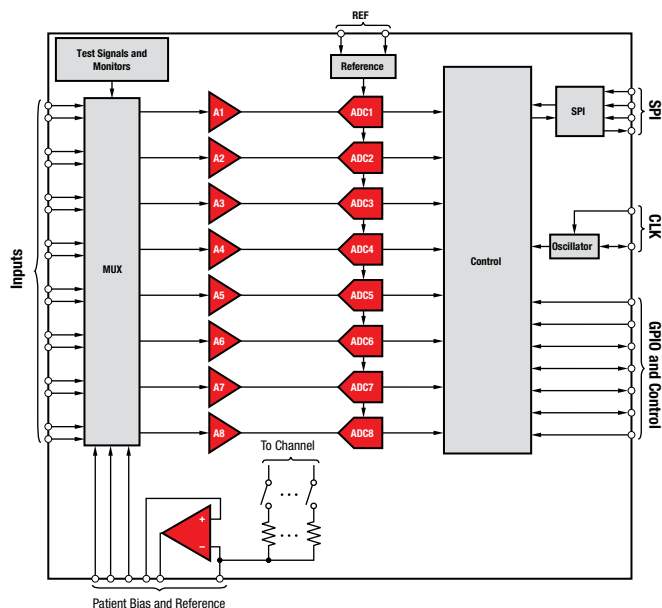 REF
Test Signals and
Monitors
Reference
Inputs
MUX
A1
ADC1
A2
ADC2
A3
ADC3
A4
ADC4
A5
ADC5
A6
ADC6
A7
ADC7
A8
ADC8
Control
SPI
SPI
Oscillator
CLK
GPIO and Control
To Channel
+
−
Patient Bias and Reference